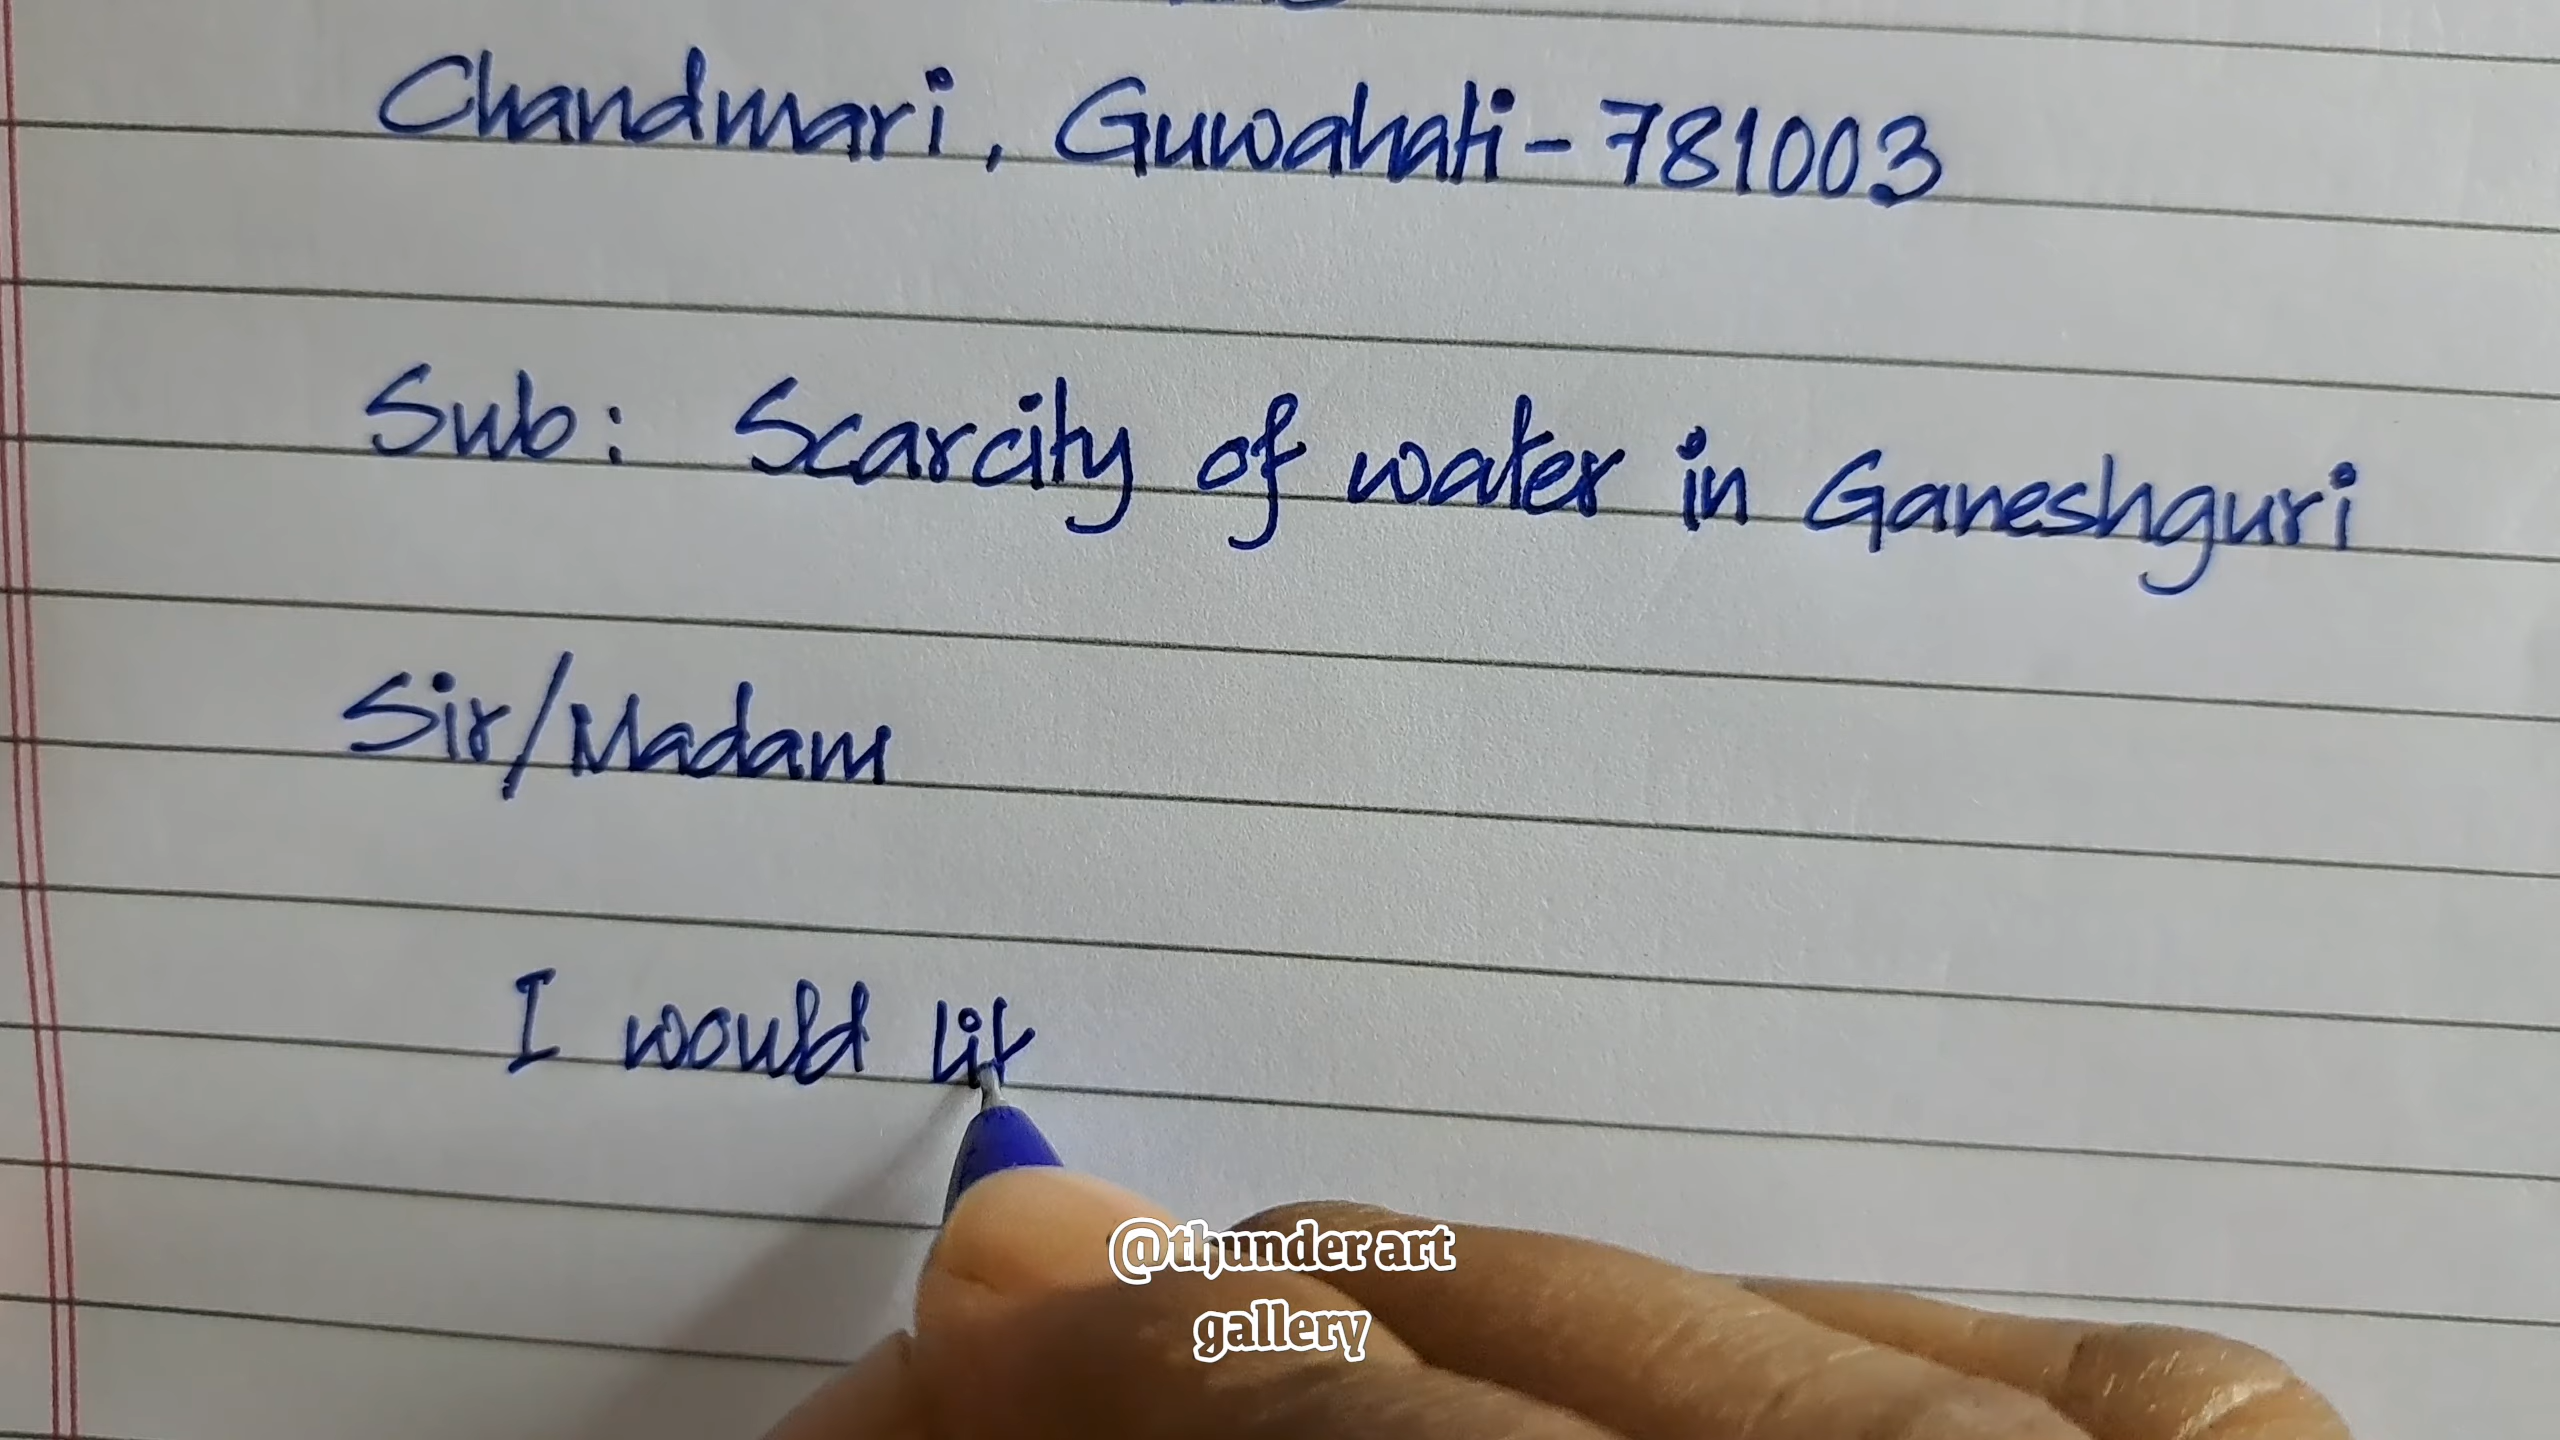 Chandmari, Guwahati - 781003
Sub: Scarcity of water in Ganeshguri
Sir/Madam
I would lik
@thunder art
gallery